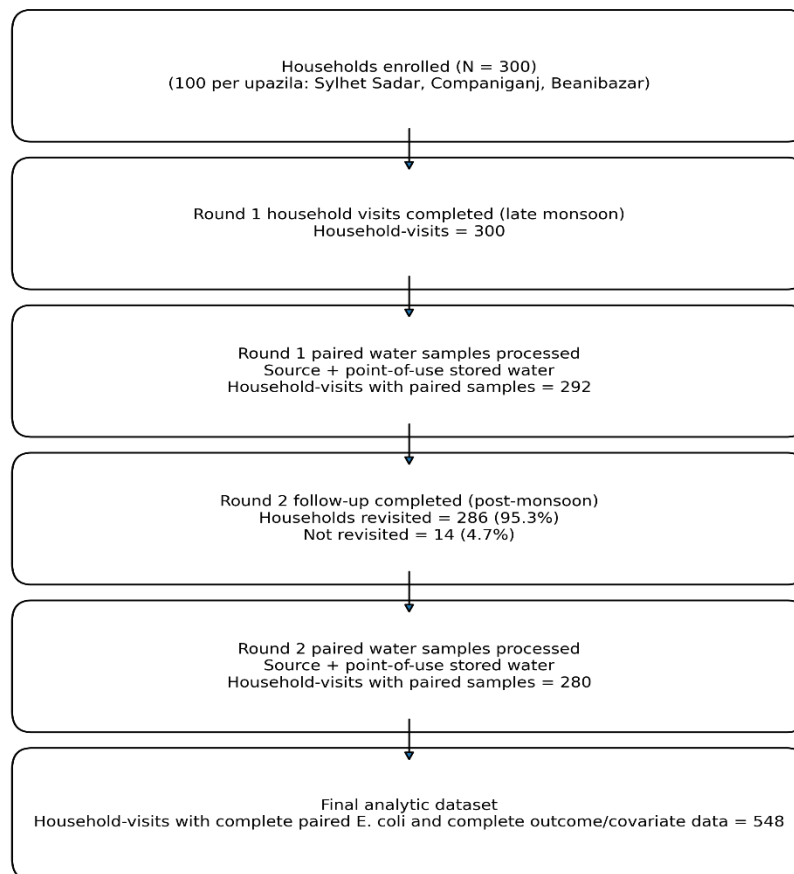 Households enrolled (N = 300)
(100 per upazila: Sylhet Sadar, Companiganj, Beanibazar)
Round 1 household visits completed (late monsoon)
Household-visits = 300
Round 1 paired water samples processed
Source + point-of-use stored water
Household-visits with paired samples = 292
Round 2 follow-up completed (post-monsoon)
Households revisited = 286 (95.3%)
Not revisited = 14 (4.7%)
Round 2 paired water samples processed
Source + point-of-use stored water
Household-visits with paired samples = 280
Final analytic dataset
Household-visits with complete paired E. coli and complete outcome/covariate data = 548